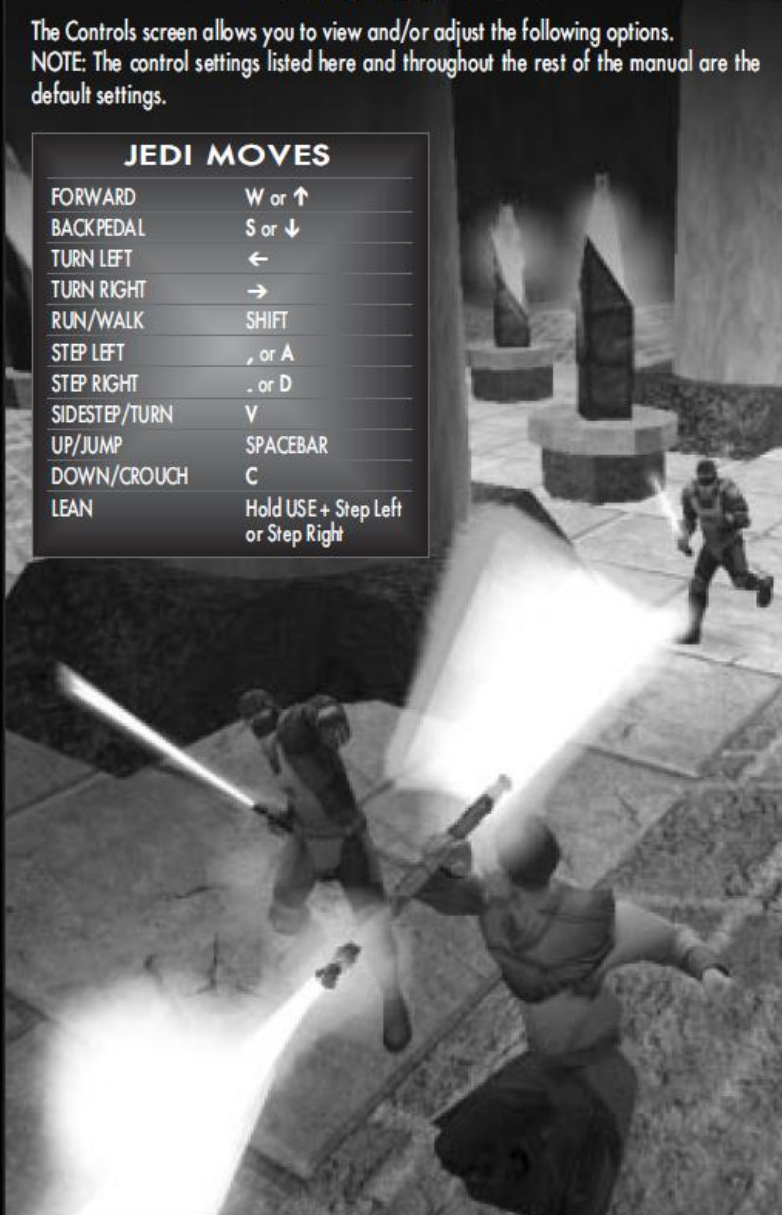 The Controls screen allows you to view and/or adjust the following options.
NOTE: The control settings listed here and throughout the rest of the manual are the
default settings.
JEDI MOVES
FORWARD W or ↑
BACKPEDAL S or ↓
TURN LEFT ←
TURN RIGHT →
RUN/WALK SHIFT
STEP LEFT , or A
STEP RIGHT . or D
SIDESTEP/TURN V
UP/JUMP SPACEBAR
DOWN/CROUCH C
LEAN Hold USE + Step Left
or Step Right